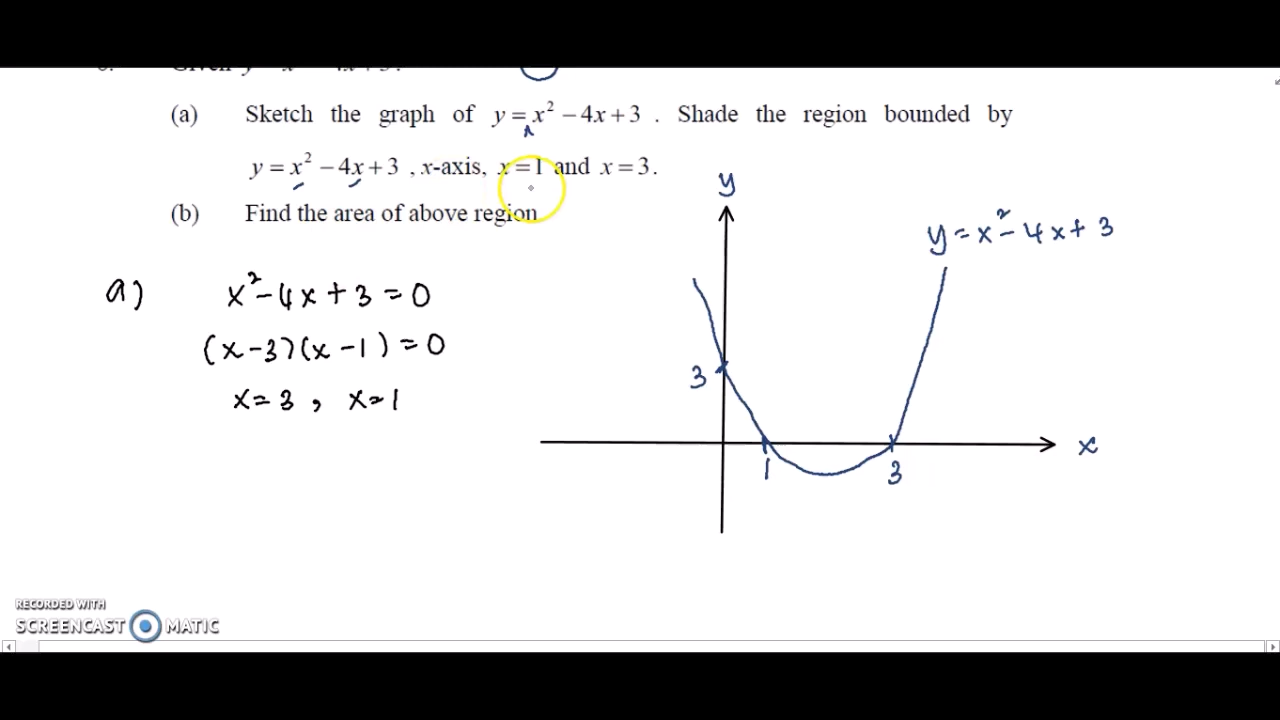 (a) Sketch the graph of y = x² − 4x + 3 . Shade the region bounded by
y = x² − 4x + 3 , x-axis, x = 1 and x = 3.
(b) Find the area of above region
a) x² − 4x + 3 = 0
(x − 3)(x − 1) = 0
x = 3 , x = 1
y
y = x² − 4x + 3
3
x
1
3
RECORDED WITH
SCREENCAST MATIC